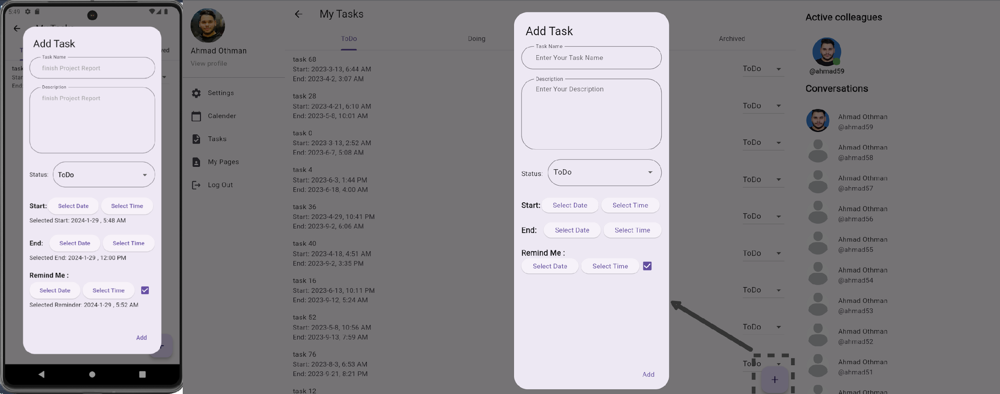 5:49
My Tasks
Add Task
Task Name
finish Project Report
Description
finish Project Report
Status: ToDo
Start: Select Date Select Time
Selected Start: 2024-1-29 , 5:48 AM
End: Select Date Select Time
Selected End: 2024-1-29 , 12:00 PM
Remind Me :
Select Date Select Time
Selected Reminder: 2024-1-29 , 5:52 AM
Add
T
ved
task
Star
End:
Ahmad Othman
View profile
Settings
Calender
Tasks
My Pages
Log Out
My Tasks
ToDo Doing Archived
task 68
Start: 2023-3-13, 6:44 AM
End: 2023-4-2, 3:07 AM
ToDo
task 28
Start: 2023-4-21, 6:10 AM
End: 2023-5-8, 10:01 AM
ToDo
task 0
Start: 2023-3-13, 2:52 AM
End: 2023-6-7, 5:08 AM
ToDo
task 4
Start: 2023-6-3, 1:44 PM
End: 2023-6-18, 4:00 AM
ToDo
task 36
Start: 2023-4-29, 10:41 PM
End: 2023-9-2, 6:06 AM
ToDo
task 40
Start: 2023-4-18, 4:51 AM
End: 2023-9-2, 3:35 PM
ToDo
task 16
Start: 2023-6-13, 10:11 PM
End: 2023-9-12, 5:24 AM
ToDo
task 52
Start: 2023-5-8, 10:56 AM
End: 2023-9-13, 7:59 AM
ToDo
task 76
Start: 2023-8-3, 6:53 AM
End: 2023-9-21, 8:21 PM
ToDo
task 12
Add Task
Task Name
Enter Your Task Name
Description
Enter Your Description
Status: ToDo
Start: Select Date Select Time
End: Select Date Select Time
Remind Me :
Select Date Select Time
Add
+
Active colleagues
@ahmad59
Conversations
Ahmad Othman
@ahmad59
Ahmad Othman
@ahmad58
Ahmad Othman
@ahmad57
Ahmad Othman
@ahmad56
Ahmad Othman
@ahmad55
Ahmad Othman
@ahmad54
Ahmad Othman
@ahmad53
Ahmad Othman
@ahmad52
Ahmad Othman
@ahmad51
Ahmad Othman